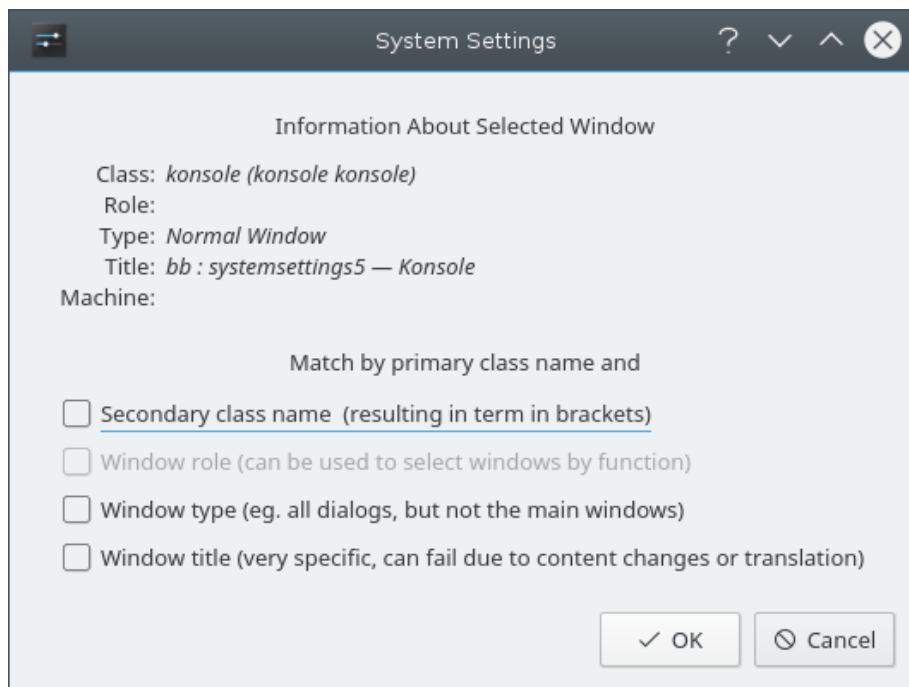 System Settings
Information About Selected Window
Class: konsole (konsole konsole)
Role:
Type: Normal Window
Title: bb : systemsettings5 — Konsole
Machine:
Match by primary class name and
Secondary class name  (resulting in term in brackets)
Window role (can be used to select windows by function)
Window type (eg. all dialogs, but not the main windows)
Window title (very specific, can fail due to content changes or translation)
OK Cancel